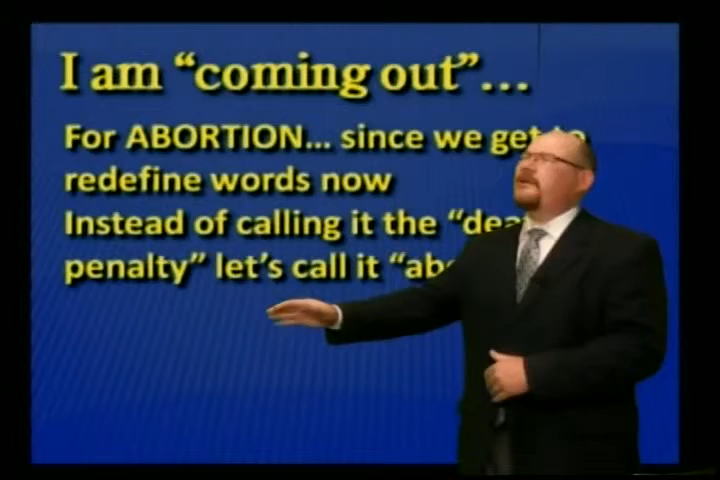 I am “coming out”...
For ABORTION... since we get to
redefine words now
Instead of calling it the
penalty” let’s call it